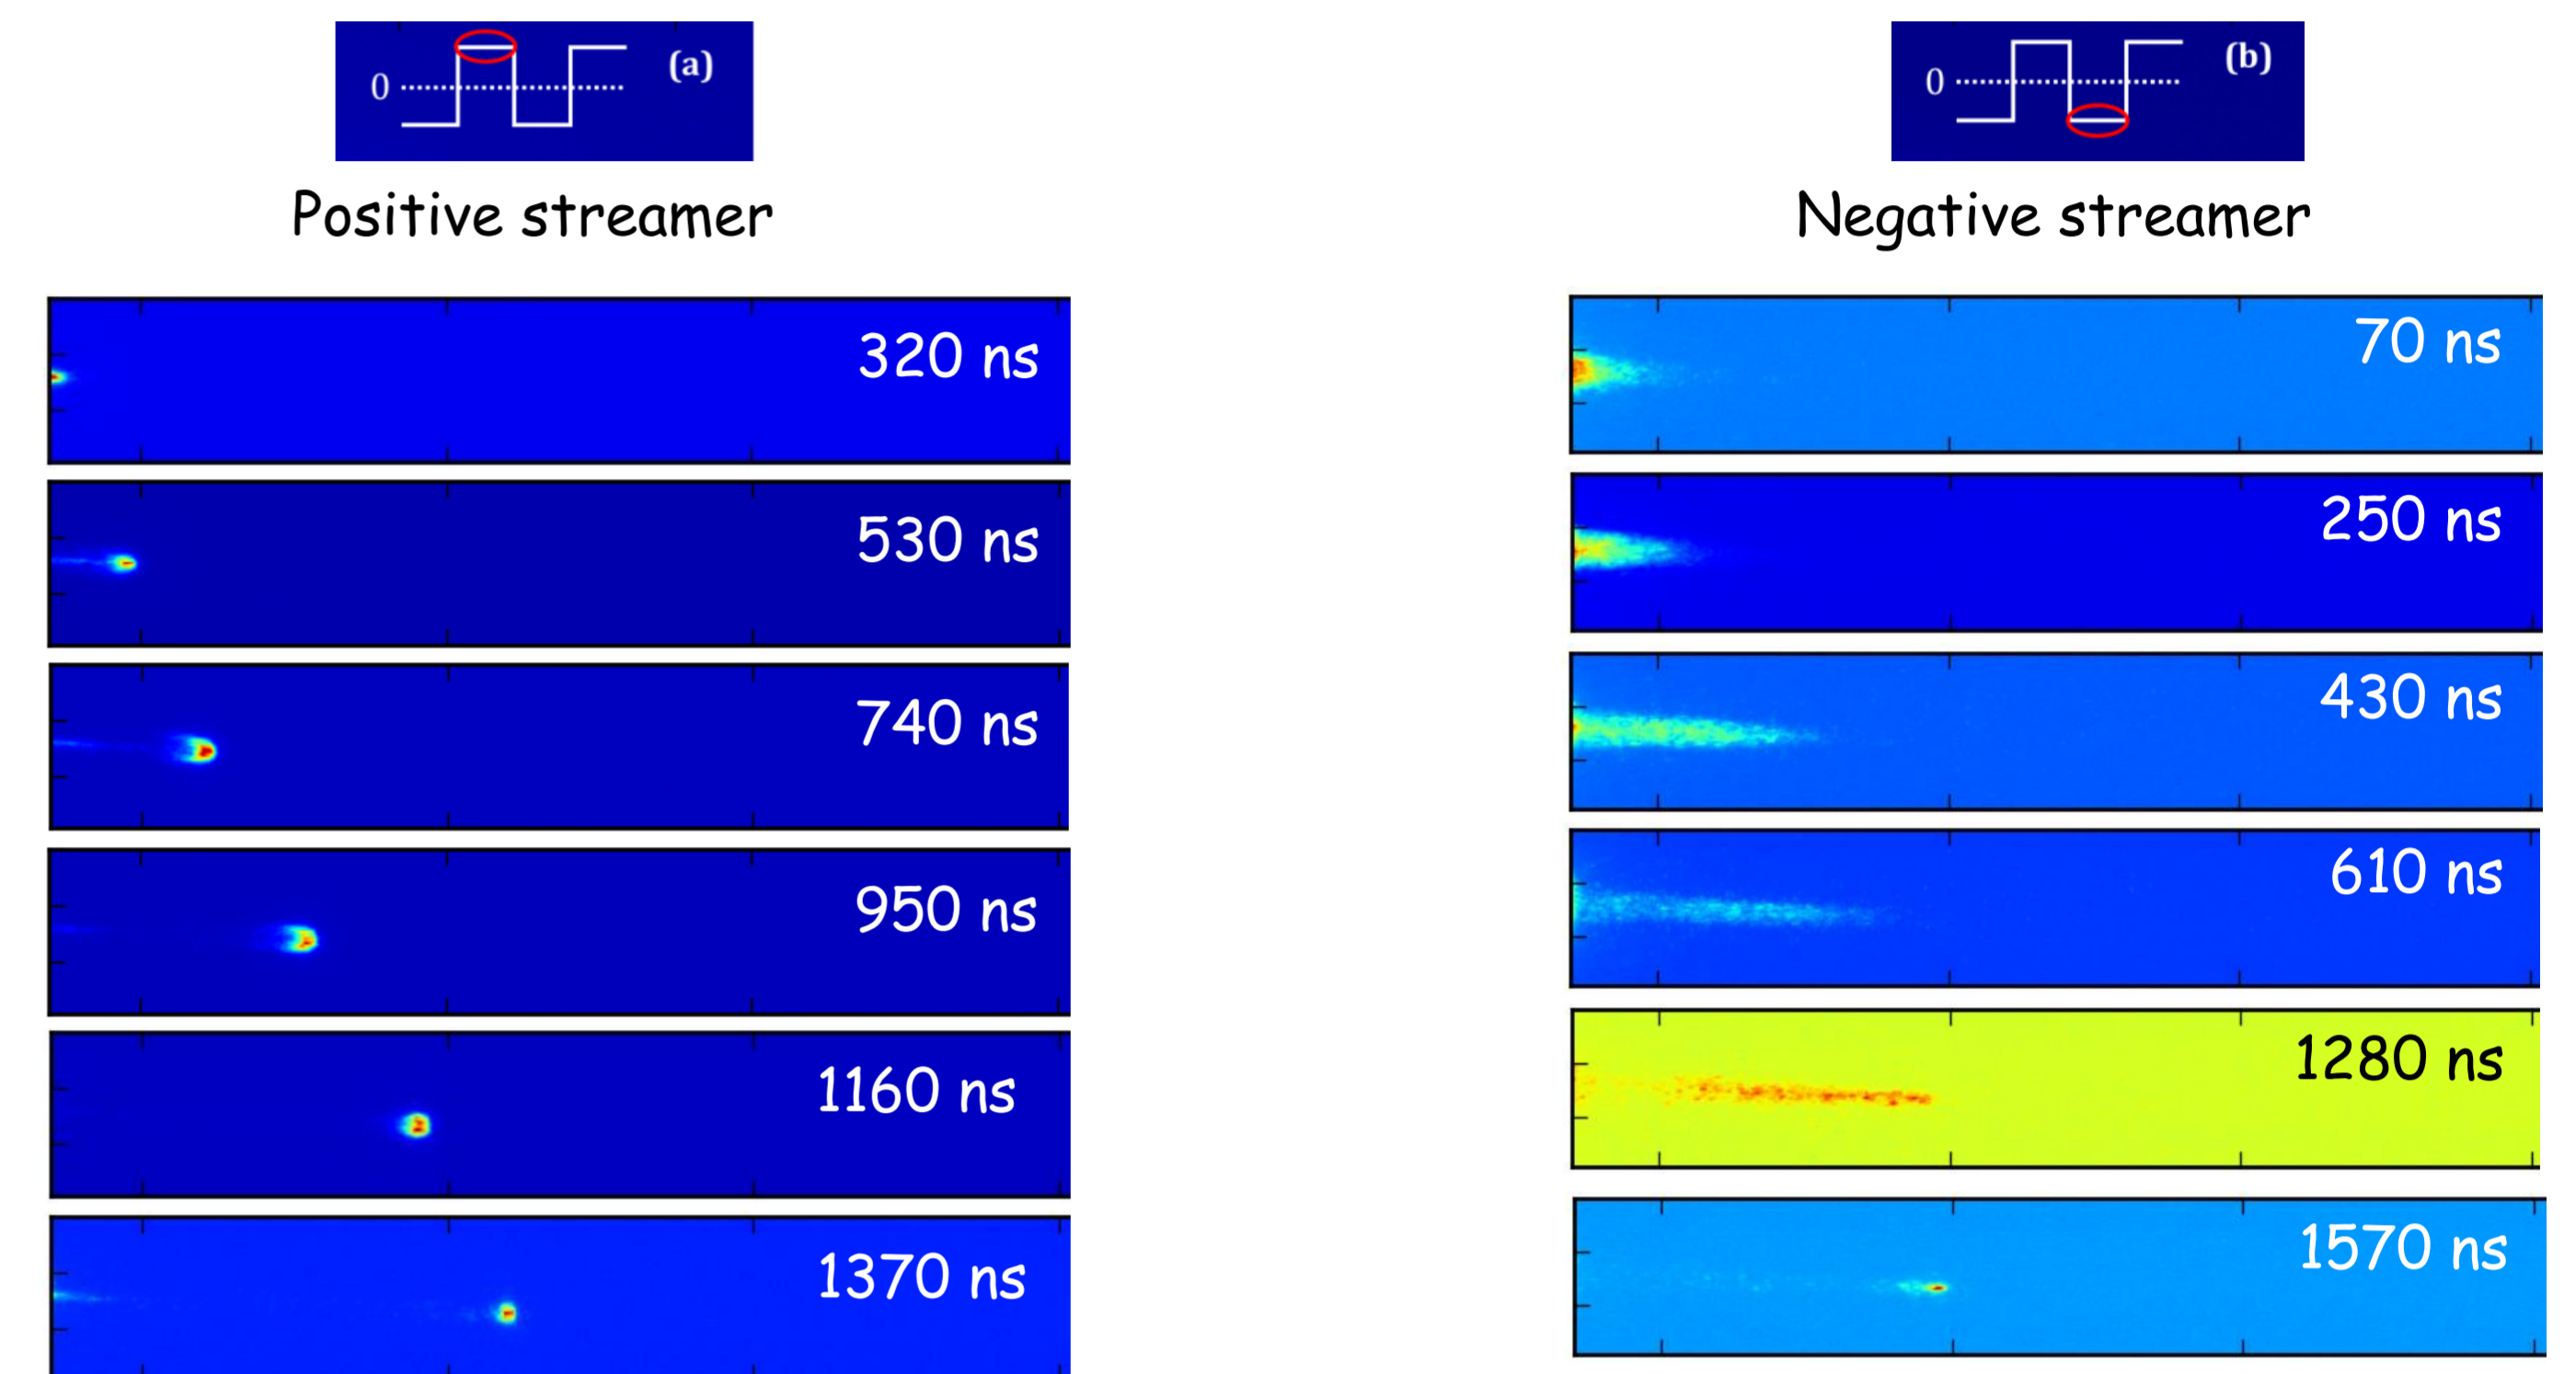 0
(a)
Positive streamer
320 ns
530 ns
740 ns
950 ns
1160 ns
1370 ns
0
(b)
Negative streamer
70 ns
250 ns
430 ns
610 ns
1280 ns
1570 ns